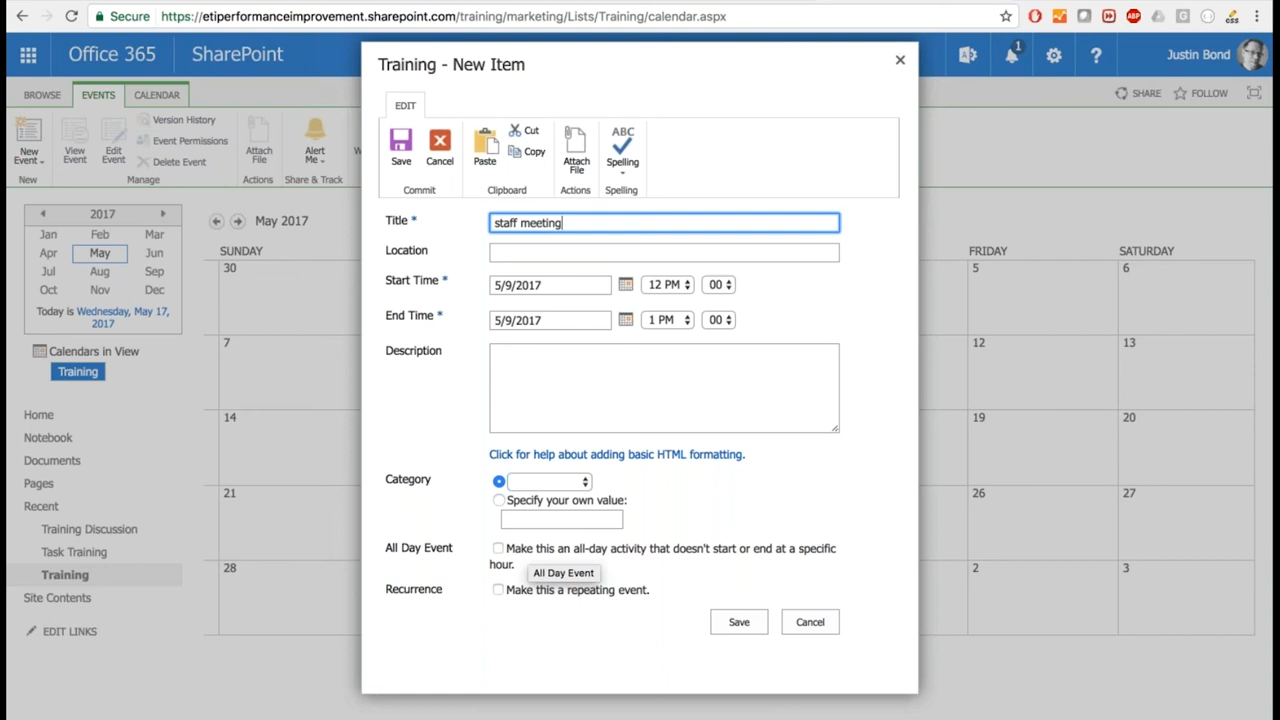 Secure https://etiperformanceimprovement.sharepoint.com/training/marketing/Lists/Training/calendar.aspx
ABP
G
css
Office 365 SharePoint
1
?
Justin Bond
BROWSE EVENTS CALENDAR
SHARE FOLLOW
New Event
View Event
Edit Event
Version History
Event Permissions
Delete Event
Attach File
Alert Me
New Manage Actions Share & Track
Training - New Item
EDIT
Save
Cancel
Paste
Cut
Copy
Attach File
ABC
Spelling
Commit Clipboard Actions Spelling
2017
Jan Feb Mar
Apr May Jun
Jul Aug Sep
Oct Nov Dec
Today is Wednesday, May 17,
2017
Calendars in View
Training
Home
Notebook
Documents
Pages
Recent
Training Discussion
Task Training
Training
Site Contents
EDIT LINKS
May 2017
SUNDAY FRIDAY SATURDAY
30 5 6
7 12 13
14 19 20
21 26 27
28 2 3
Title * staff meeting
Location
Start Time * 5/9/2017 12 PM 00
End Time * 5/9/2017 1 PM 00
Description
Click for help about adding basic HTML formatting.
Category
Specify your own value:
All Day Event Make this an all-day activity that doesn't start or end at a specific
hour.
All Day Event
Recurrence Make this a repeating event.
Save Cancel